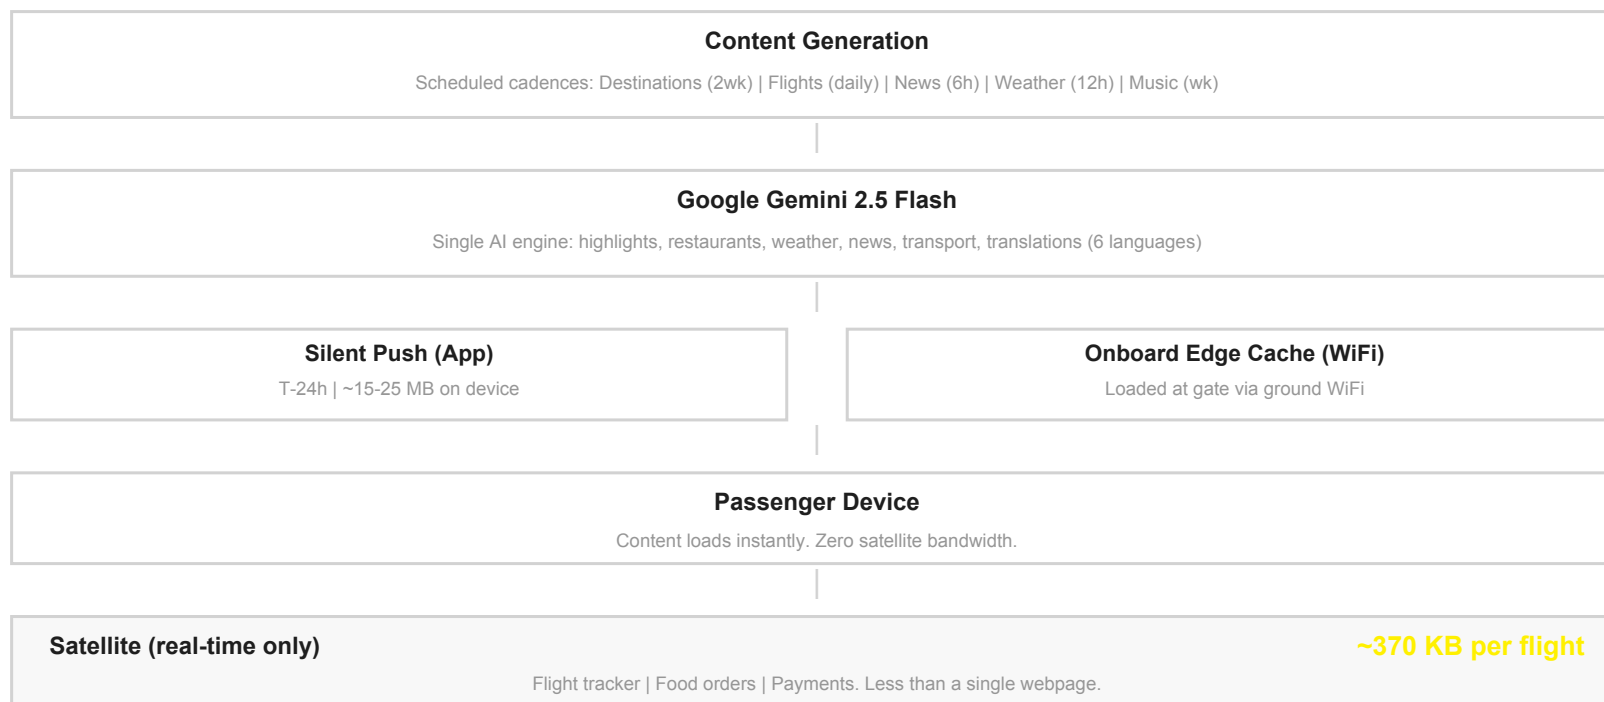 Content Generation
Scheduled cadences: Destinations (2wk) | Flights (daily) | News (6h) | Weather (12h) | Music (wk)
Google Gemini 2.5 Flash
Single AI engine: highlights, restaurants, weather, news, transport, translations (6 languages)
Silent Push (App)
T-24h | ~15-25 MB on device
Onboard Edge Cache (WiFi)
Loaded at gate via ground WiFi
Passenger Device
Content loads instantly. Zero satellite bandwidth.
Satellite (real-time only)
~370 KB per flight
Flight tracker | Food orders | Payments. Less than a single webpage.